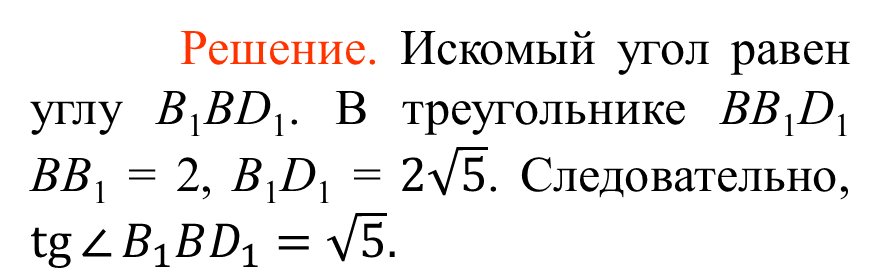 Решение. Искомый угол равен
углу B₁BD₁. В треугольнике BB₁D₁
BB₁ = 2, B₁D₁ = 2√5. Следовательно,
tg∠B₁BD₁ = √5.